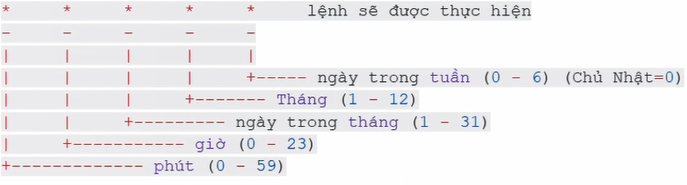 *     *     *     *     *     lệnh sẽ được thực hiện
-     -     -     -     -
|     |     |     |     |
|     |     |     |     +----- ngày trong tuần (0 - 6) (Chủ Nhật=0)
|     |     |     +------- Tháng (1 - 12)
|     |     +--------- ngày trong tháng (1 - 31)
|     +----------- giờ (0 - 23)
+------------- phút (0 - 59)